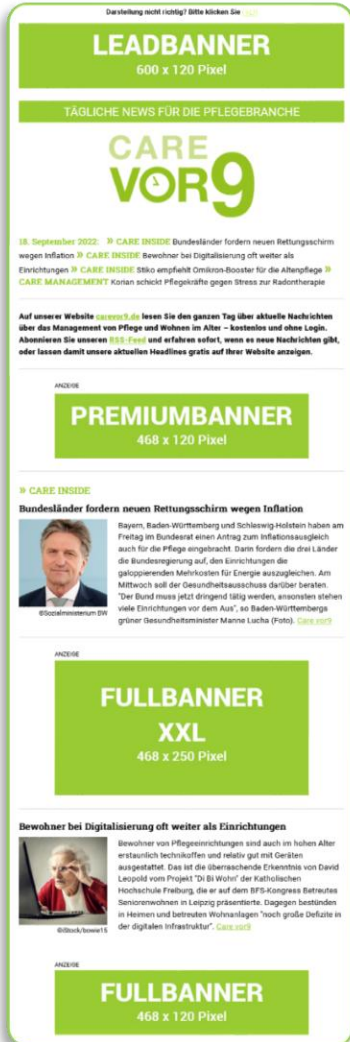 Darstellung nicht richtig? Bitte klicken Sie hier
LEADBANNER
600 x 120 Pixel
TÄGLICHE NEWS FÜR DIE PFLEGEBRANCHE
CARE
VOR9
18. September 2022: » CARE INSIDE Bundesländer fordern neuen Rettungsschirm
wegen Inflation » CARE INSIDE Bewohner bei Digitalisierung oft weiter als
Einrichtungen » CARE INSIDE Stiko empfiehlt Omikron-Booster für die Altenpflege »
CARE MANAGEMENT Korian schickt Pflegekräfte gegen Stress zur Radontherapie
Auf unserer Website carevor9.de lesen Sie den ganzen Tag über aktuelle Nachrichten
über das Management von Pflege und Wohnen im Alter – kostenlos und ohne Login.
Abonnieren Sie unseren RSS-Feed und erfahren sofort, wenn es neue Nachrichten gibt,
oder lassen damit unsere aktuellen Headlines gratis auf Ihrer Website anzeigen.
ANZEIGE
PREMIUMBANNER
468 x 120 Pixel
» CARE INSIDE
Bundesländer fordern neuen Rettungsschirm wegen Inflation
Bayern, Baden-Württemberg und Schleswig-Holstein haben am
Freitag im Bundesrat einen Antrag zum Inflationsausgleich
auch für die Pflege eingebracht. Darin fordern die drei Länder
die Bundesregierung auf, den Einrichtungen die
galoppierenden Mehrkosten für Energie auszugleichen. Am
Mittwoch soll der Gesundheitsausschuss darüber beraten.
"Der Bund muss jetzt dringend tätig werden, ansonsten stehen
viele Einrichtungen vor dem Aus", so Baden-Württembergs
grüner Gesundheitsminister Manne Lucha (Foto). Care vor9
©Sozialministerium BW
ANZEIGE
FULLBANNER
XXL
468 x 250 Pixel
Bewohner bei Digitalisierung oft weiter als Einrichtungen
Bewohner von Pflegeeinrichtungen sind auch im hohen Alter
erstaunlich technikoffen und relativ gut mit Geräten
ausgestattet. Das ist die überraschende Erkenntnis von David
Leopold vom Projekt "Di Bi Wohn" der Katholischen
Hochschule Freiburg, die er auf dem BFS-Kongress Betreutes
Seniorenwohnen in Leipzig präsentierte. Dagegen bestünden
in Heimen und betreuten Wohnanlagen "noch große Defizite in
der digitalen Infrastruktur". Care vor9
©iStock/bowie15
ANZEIGE
FULLBANNER
468 x 120 Pixel